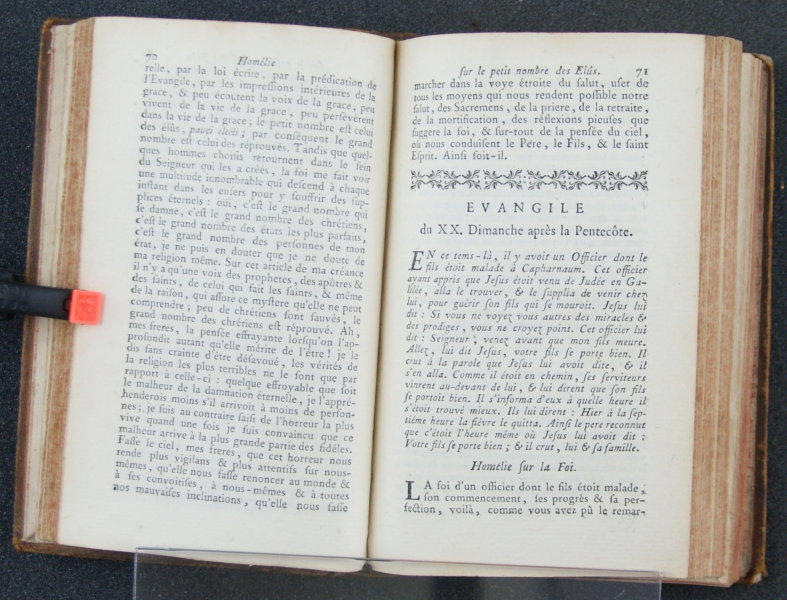 70 Homélie
relle, par la loi écrite, par la prédication de
l'Evangile, par les impressions intérieures de la
grace, & peu écoutent la voix de la grace, peu
vivent de la vie de la grace, peu persévérent
dans la vie de la grace; le petit nombre est celui
des élus, pauci electi; par conséquent le grand
nombre est celui des réprouvés. Tandis que quel-
ques hommes choisis retournent dans le sein
du Seigneur qui les a créés, la foi me fait voir
une multitude innombrable qui descend à chaque
instant dans les enfers pour y souffrir des sup-
plices éternels: oui, c'est le grand nombre qui
se damne, c'est le grand nombre des chrétiens,
c'est le grand nombre des états les plus parfaits,
c'est le grand nombre des personnes de mon
état, je ne puis en douter que je ne doute de
ma religion même. Sur cet article de ma créance
il n'y a qu'une voix des prophetes, des apôtres &
des saints, de celui qui fait les saints, & même
de la raison, qui assure ce mystere qu'elle ne peut
comprendre; peu de chrétiens sont sauvés, le
grand nombre des chrétiens est réprouvé. Ah,
mes freres, la pensée effrayante lorsqu'on l'ap-
profondit autant qu'elle mérite de l'être! je le
dis sans crainte d'être désavoué, les vérités de
la religion les plus terribles ne le sont que par
rapport à celle-ci: quelque effroyable que soit
le malheur de la damnation éternelle, je l'appré-
henderois moins s'il arrivoit à moins de person-
nes; je suis au contraire saisi de l'horreur la plus
vive quand une fois je suis convaincu que ce
malheur arrive à la plus grande partie des fidéles.
Fasse le ciel, mes freres, que cet horreur nous
rende plus vigilans & plus attentifs sur nous-
mêmes, qu'elle nous fasse renoncer au monde &
à ses convoitises, à nous-mêmes & à toutes
nos mauvaises inclinations, qu'elle nous fasse
sur le petit nombre des Elûs. 71
marcher dans la voye étroite du salut, user de
tous les moyens qui nous rendent possible notre
salut, des Sacremens, de la priere, de la retraite,
de la mortification, des réflexions pieuses que
suggere la foi, & sur-tout de la pensée du ciel,
où nous conduisent le Pére, le Fils, & le saint
Esprit. Ainsi soit-il.
EVANGILE
du XX. Dimanche après la Pentecôte.
EN ce tems-là, il y avoit un Officier dont le
fils étoit malade à Capharnaum. Cet officier
ayant appris que Jesus étoit venu de Judée en Ga-
lilée, alla le trouver, & le supplia de venir chez
lui, pour guérir son fils qui se mouroit. Jesus lui
dit: Si vous ne voyez vous autres des miracles &
des prodiges, vous ne croyez point. Cet officier lui
dit: Seigneur, venez avant que mon fils meure.
Allez, lui dit Jesus, votre fils se porte bien. Il
crut à la parole que Jesus lui avoit dite, & il
s'en alla. Comme il étoit en chemin, ses serviteurs
vinrent au-devant de lui, & lui dirent que son fils
se portoit bien. Il s'informa d'eux à quelle heure il
s'étoit trouvé mieux. Ils lui dirent: Hier à la sep-
tiéme heure la fiévre le quitta. Ainsi le pere reconnut
que c'étoit l'heure même où Jesus lui avoit dit:
Votre fils se porte bien; & il crut, lui & sa famille.
Homélie sur la Foi.
LA foi d'un officier dont le fils étoit malade,
son commencement, ses progrès & sa per-
fection, voilà, comme vous avez pû le remar-